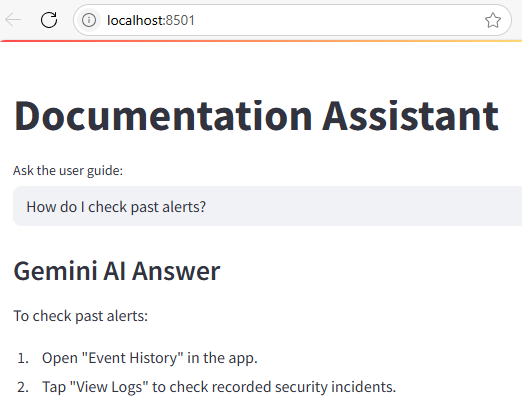 localhost:8501
Documentation Assistant
Ask the user guide:
How do I check past alerts?
Gemini AI Answer
To check past alerts:
1. Open "Event History" in the app.
2. Tap "View Logs" to check recorded security incidents.